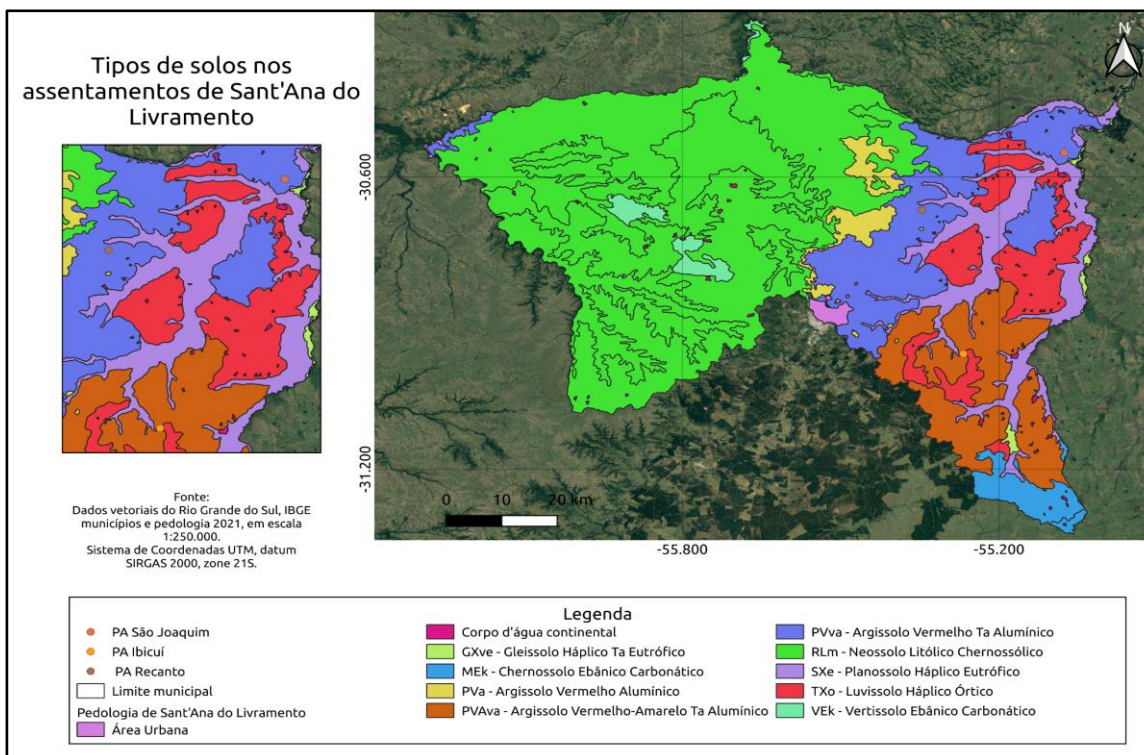 Tipos de solos nos
assentamentos de Sant'Ana do
Livramento
Fonte:
Dados vetoriais do Rio Grande do Sul, IBGE
municípios e pedologia 2021, em escala
1:250.000.
Sistema de Coordenadas UTM, datum
SIRGAS 2000, zone 21S.
N
-30.600
-31.200
0 10 20 km
-55.800
-55.200
Legenda
PA São Joaquim
PA Ibicuí
PA Recanto
Limite municipal
Pedologia de Sant'Ana do Livramento
Área Urbana
Corpo d'água continental
GXve - Gleissolo Háplico Ta Eutrófico
MEk - Chernossolo Ebânico Carbonático
PVa - Argissolo Vermelho Alumínico
PVAva - Argissolo Vermelho-Amarelo Ta Alumínico
PVva - Argissolo Vermelho Ta Alumínico
RLm - Neossolo Litólico Chernossólico
SXe - Planossolo Háplico Eutrófico
TXo - Luvissolo Háplico Órtico
VEk - Vertissolo Ebânico Carbonático